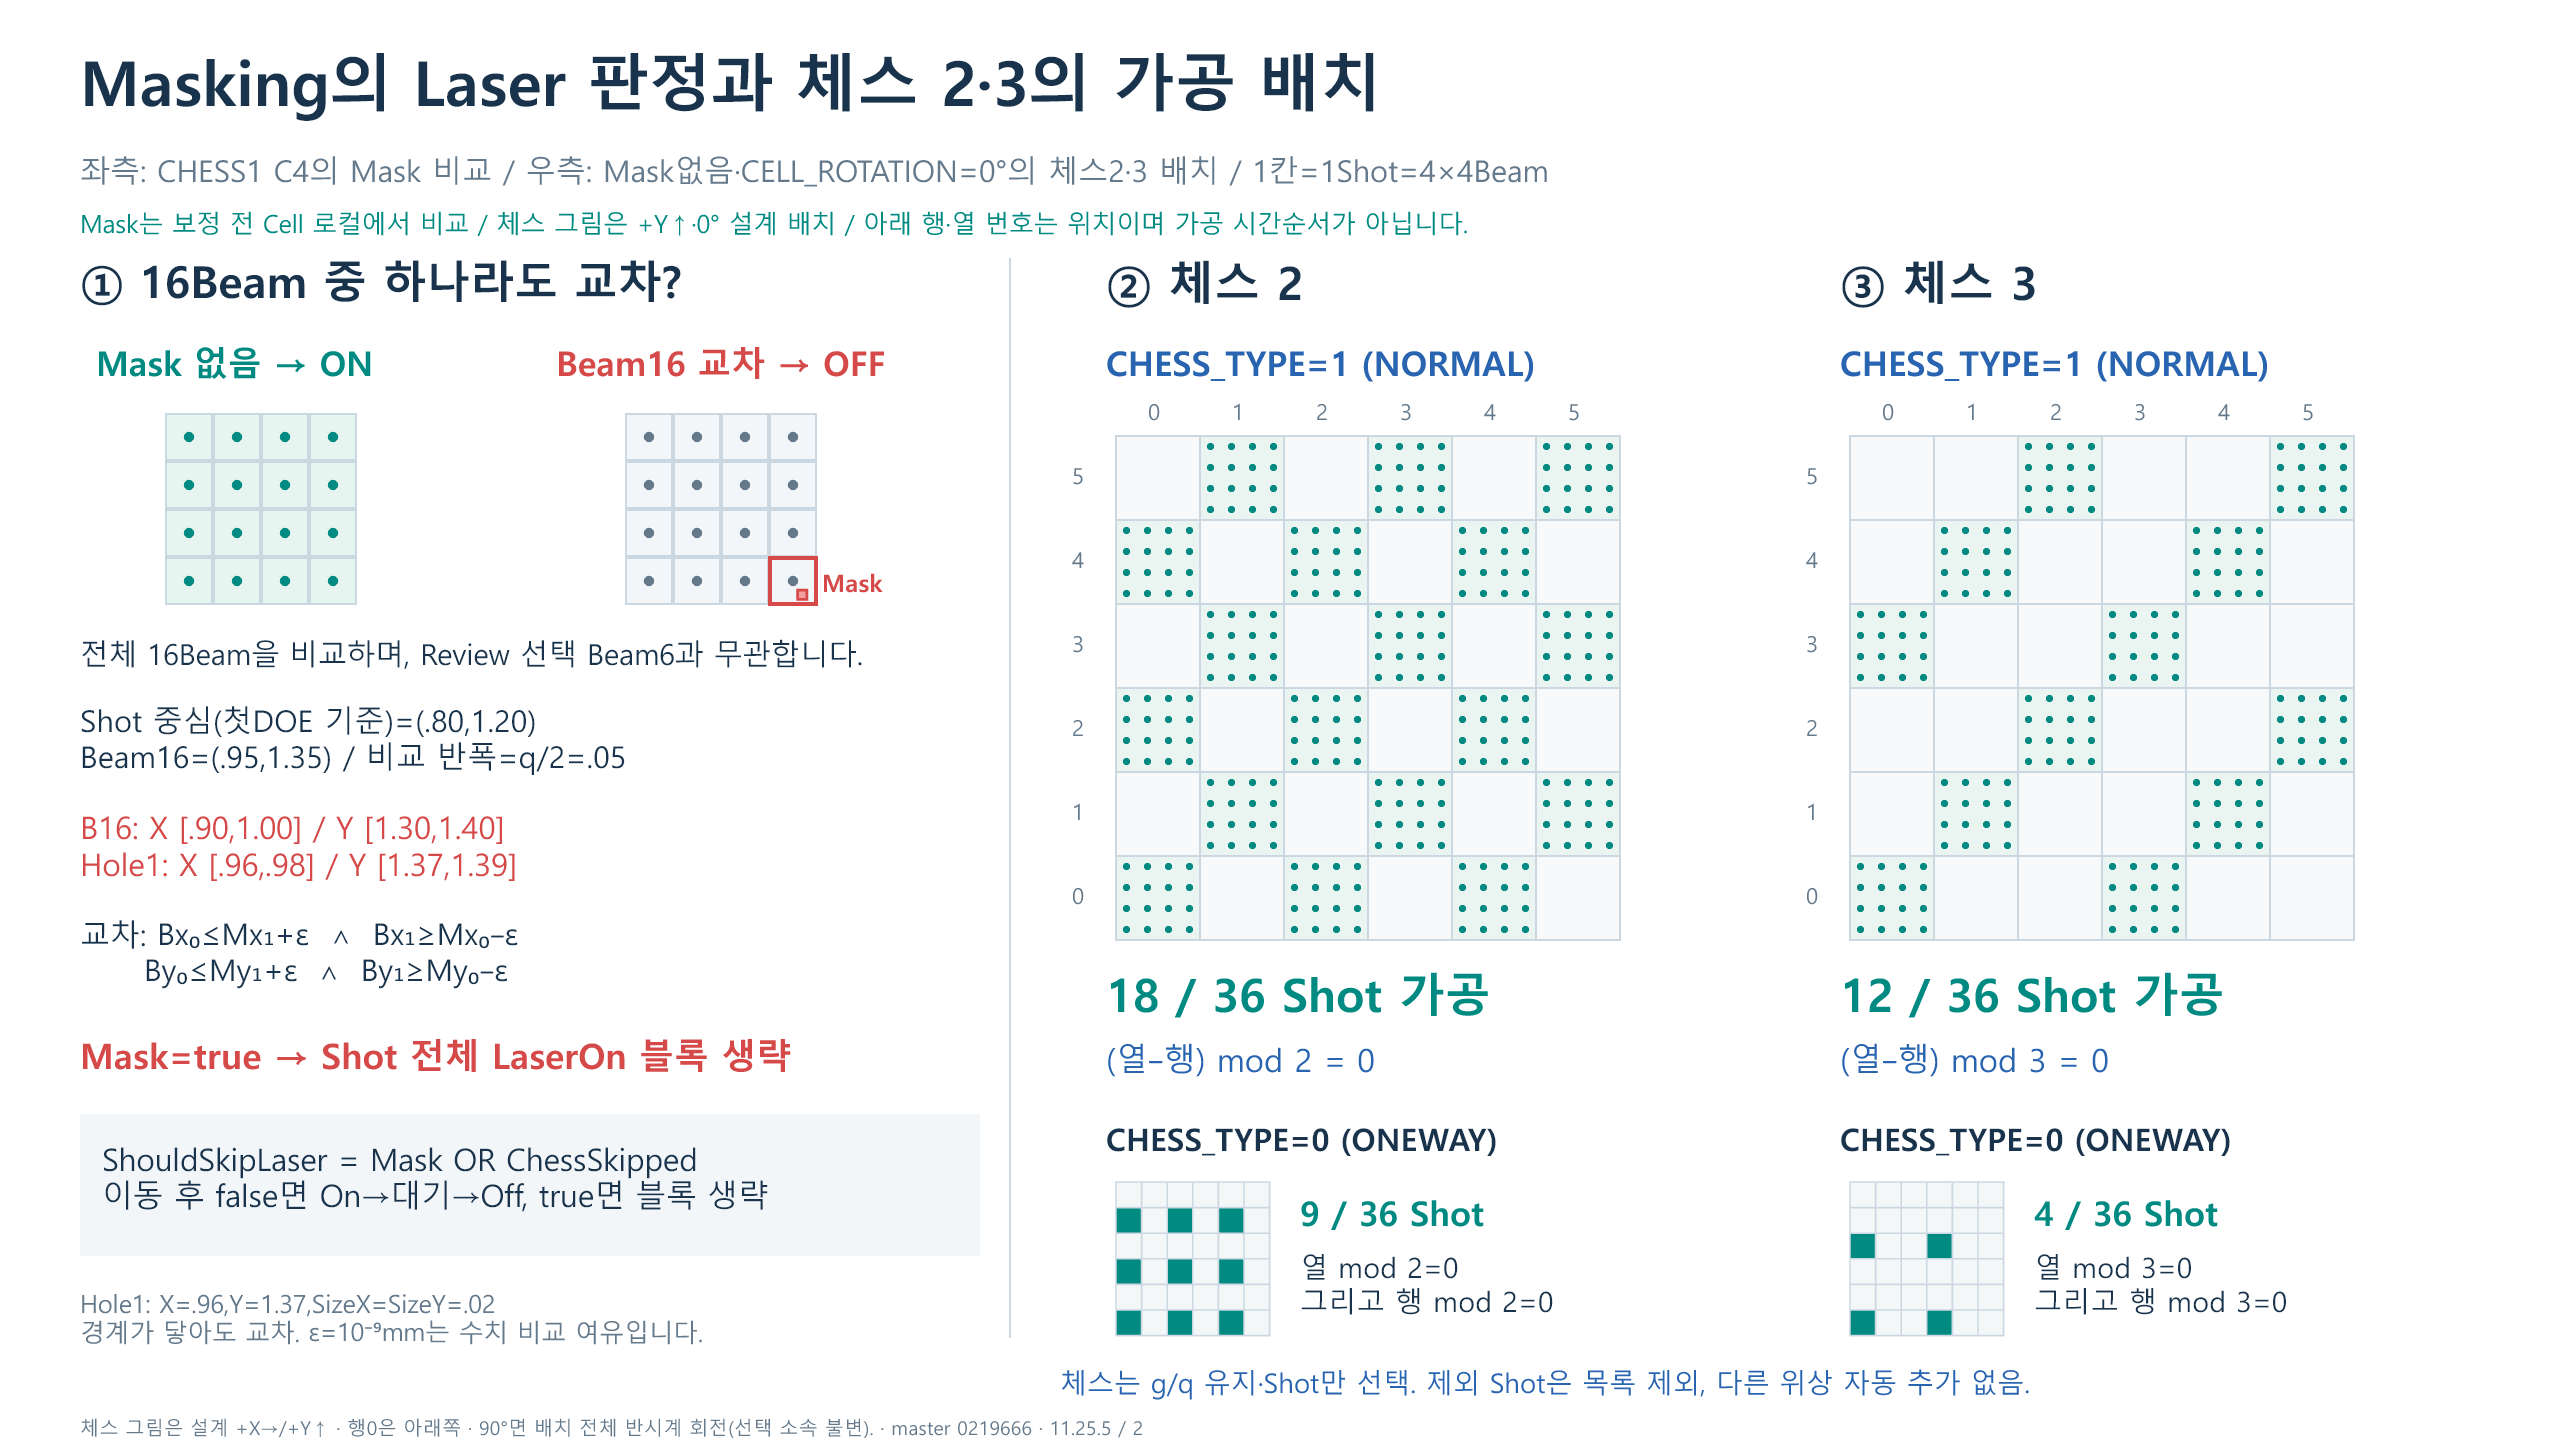 Masking의 Laser 판정과 체스 2·3의 가공 배치
좌측: CHESS1 C4의 Mask 비교 / 우측: Mask없음·CELL_ROTATION=0°의 체스2·3 배치 / 1칸=1Shot=4×4Beam
Mask는 보정 전 Cell 로컬에서 비교 / 체스 그림은 +Y↑·0° 설계 배치 / 아래 행·열 번호는 위치이며 가공 시간순서가 아닙니다.
① 16Beam 중 하나라도 교차?
Mask 없음 → ON
Beam16 교차 → OFF
Mask
전체 16Beam을 비교하며, Review 선택 Beam6과 무관합니다.
Shot 중심(첫DOE 기준)=(.80,1.20)
Beam16=(.95,1.35) / 비교 반폭=q/2=.05
B16: X [.90,1.00] / Y [1.30,1.40]
Hole1: X [.96,.98] / Y [1.37,1.39]
교차: Bx₀≤Mx₁+ε ∧ Bx₁≥Mx₀−ε
By₀≤My₁+ε ∧ By₁≥My₀−ε
Mask=true → Shot 전체 LaserOn 블록 생략
ShouldSkipLaser = Mask OR ChessSkipped
이동 후 false면 On→대기→Off, true면 블록 생략
Hole1: X=.96,Y=1.37,SizeX=SizeY=.02
경계가 닿아도 교차. ε=10⁻⁹mm는 수치 비교 여유입니다.
② 체스 2
CHESS_TYPE=1 (NORMAL)
0 1 2 3 4 5
5
4
3
2
1
0
18 / 36 Shot 가공
(열−행) mod 2 = 0
CHESS_TYPE=0 (ONEWAY)
9 / 36 Shot
열 mod 2=0
그리고 행 mod 2=0
③ 체스 3
CHESS_TYPE=1 (NORMAL)
0 1 2 3 4 5
5
4
3
2
1
0
12 / 36 Shot 가공
(열−행) mod 3 = 0
CHESS_TYPE=0 (ONEWAY)
4 / 36 Shot
열 mod 3=0
그리고 행 mod 3=0
체스는 g/q 유지·Shot만 선택. 제외 Shot은 목록 제외, 다른 위상 자동 추가 없음.
체스 그림은 설계 +X→/+Y↑ · 행0은 아래쪽 · 90°면 배치 전체 반시계 회전(선택 소속 불변). · master 0219666 · 11.25.5 / 2